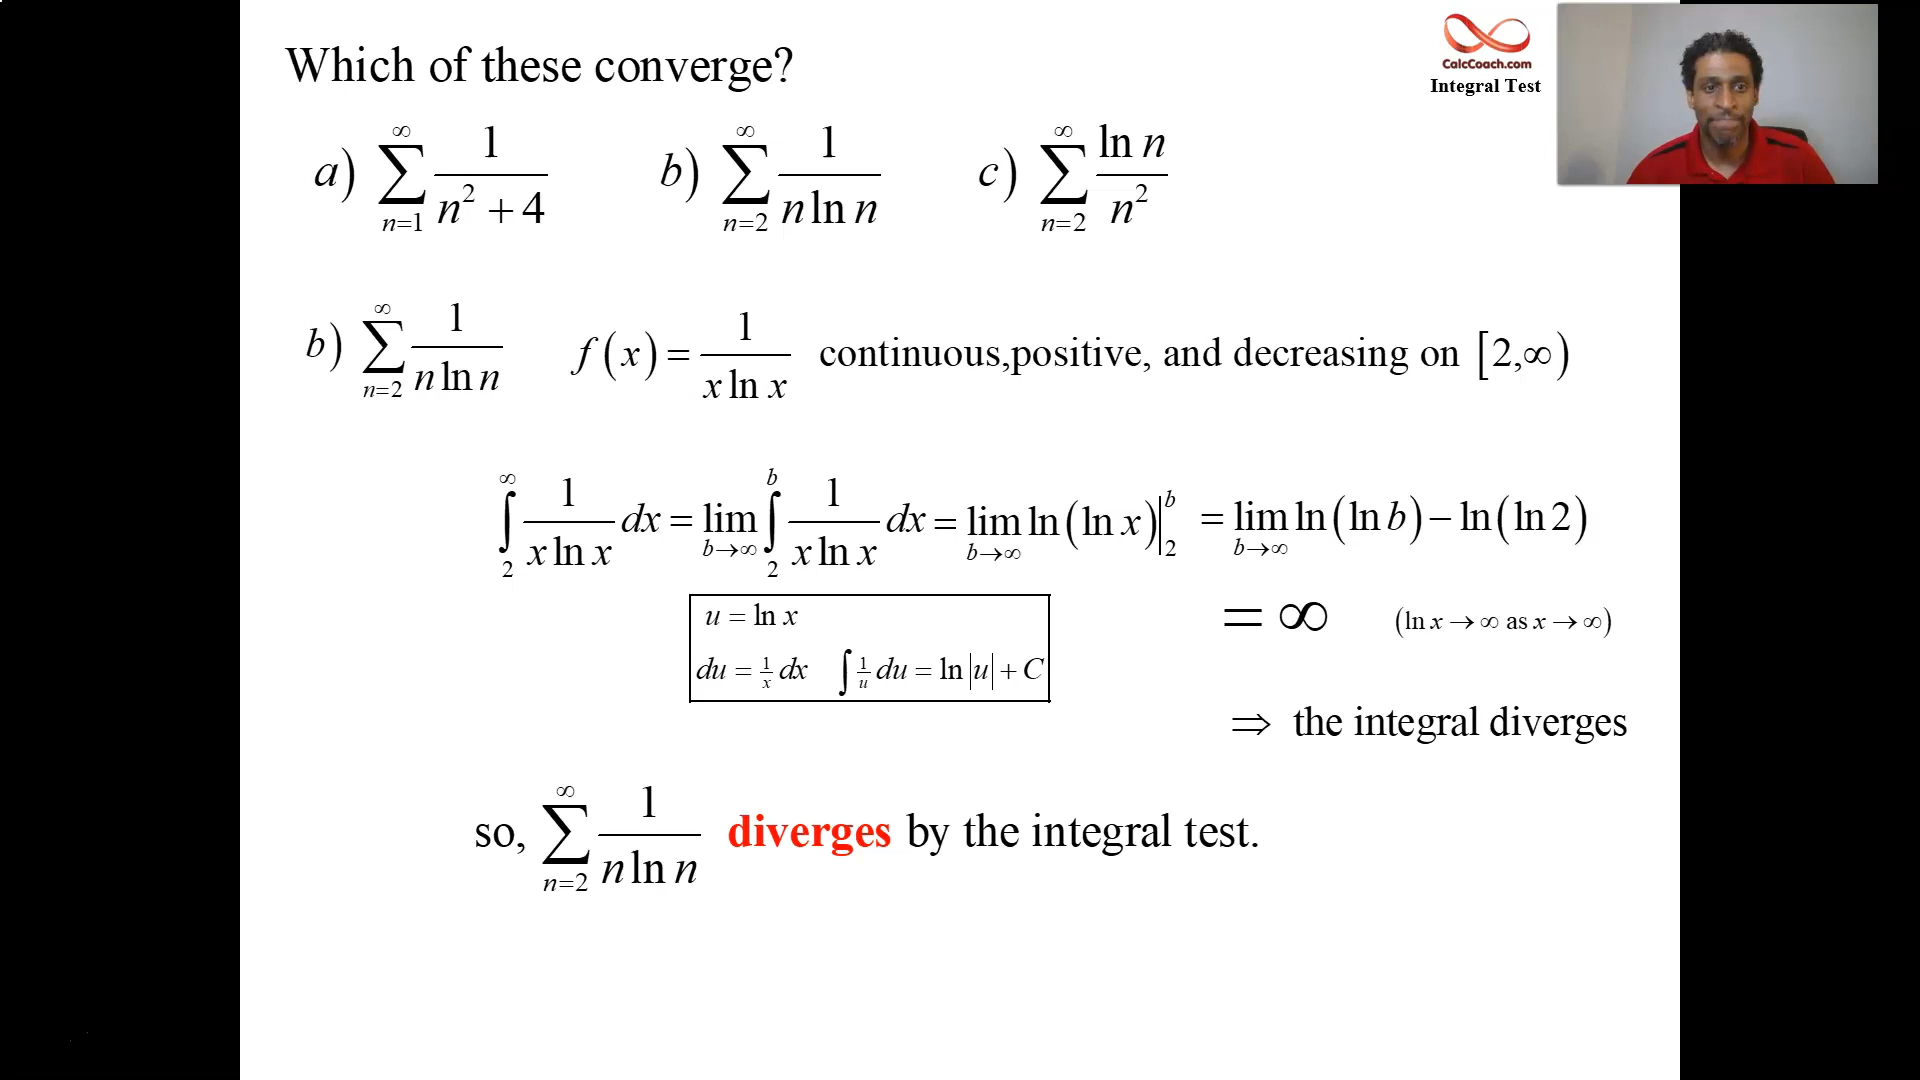 Which of these converge?
CalcCoach.com
Integral Test
a) ∑_{n=1}^{∞} 1/(n² + 4)   b) ∑_{n=2}^{∞} 1/(n ln n)   c) ∑_{n=2}^{∞} ln n/n²
b) ∑_{n=2}^{∞} 1/(n ln n)   f(x) = 1/(x ln x) continuous,positive, and decreasing on [2,∞)
∫_2^∞ 1/(x ln x) dx = lim_{b→∞} ∫_2^b 1/(x ln x) dx = lim_{b→∞} ln(ln x)|_2^b = lim_{b→∞} ln(ln b) − ln(ln 2)
u = ln x
du = 1/x dx   ∫ 1/u du = ln|u| + C
= ∞   (ln x → ∞ as x → ∞)
⇒ the integral diverges
so, ∑_{n=2}^{∞} 1/(n ln n) diverges by the integral test.